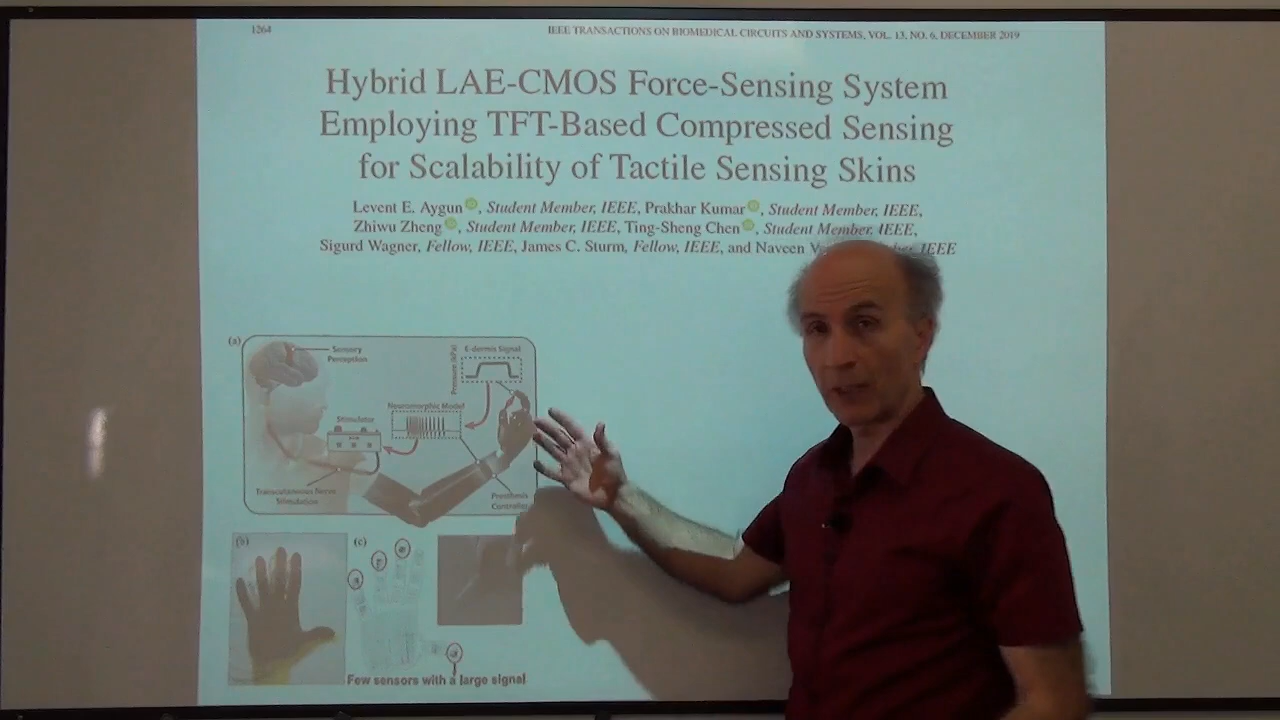 1264
IEEE TRANSACTIONS ON BIOMEDICAL CIRCUITS AND SYSTEMS, VOL. 13, NO. 6, DECEMBER 2019
Hybrid LAE-CMOS Force-Sensing System
Employing TFT-Based Compressed Sensing
for Scalability of Tactile Sensing Skins
Levent E. Aygun, Student Member, IEEE, Prakhar Kumar, Student Member, IEEE,
Zhiwu Zheng, Student Member, IEEE, Ting-Sheng Chen, Student Member, IEEE,
Sigurd Wagner, Fellow, IEEE, James C. Sturm, Fellow, IEEE, and Naveen IEEE
(a)
Sensory
Perception
Pressure (kPa)
E-dermis Signal
Neuromorphic Model
Stimulator
Transcutaneous Nerve
Stimulation
Prosthesis
Controller
(b)
(c)
Few sensors with a large signal